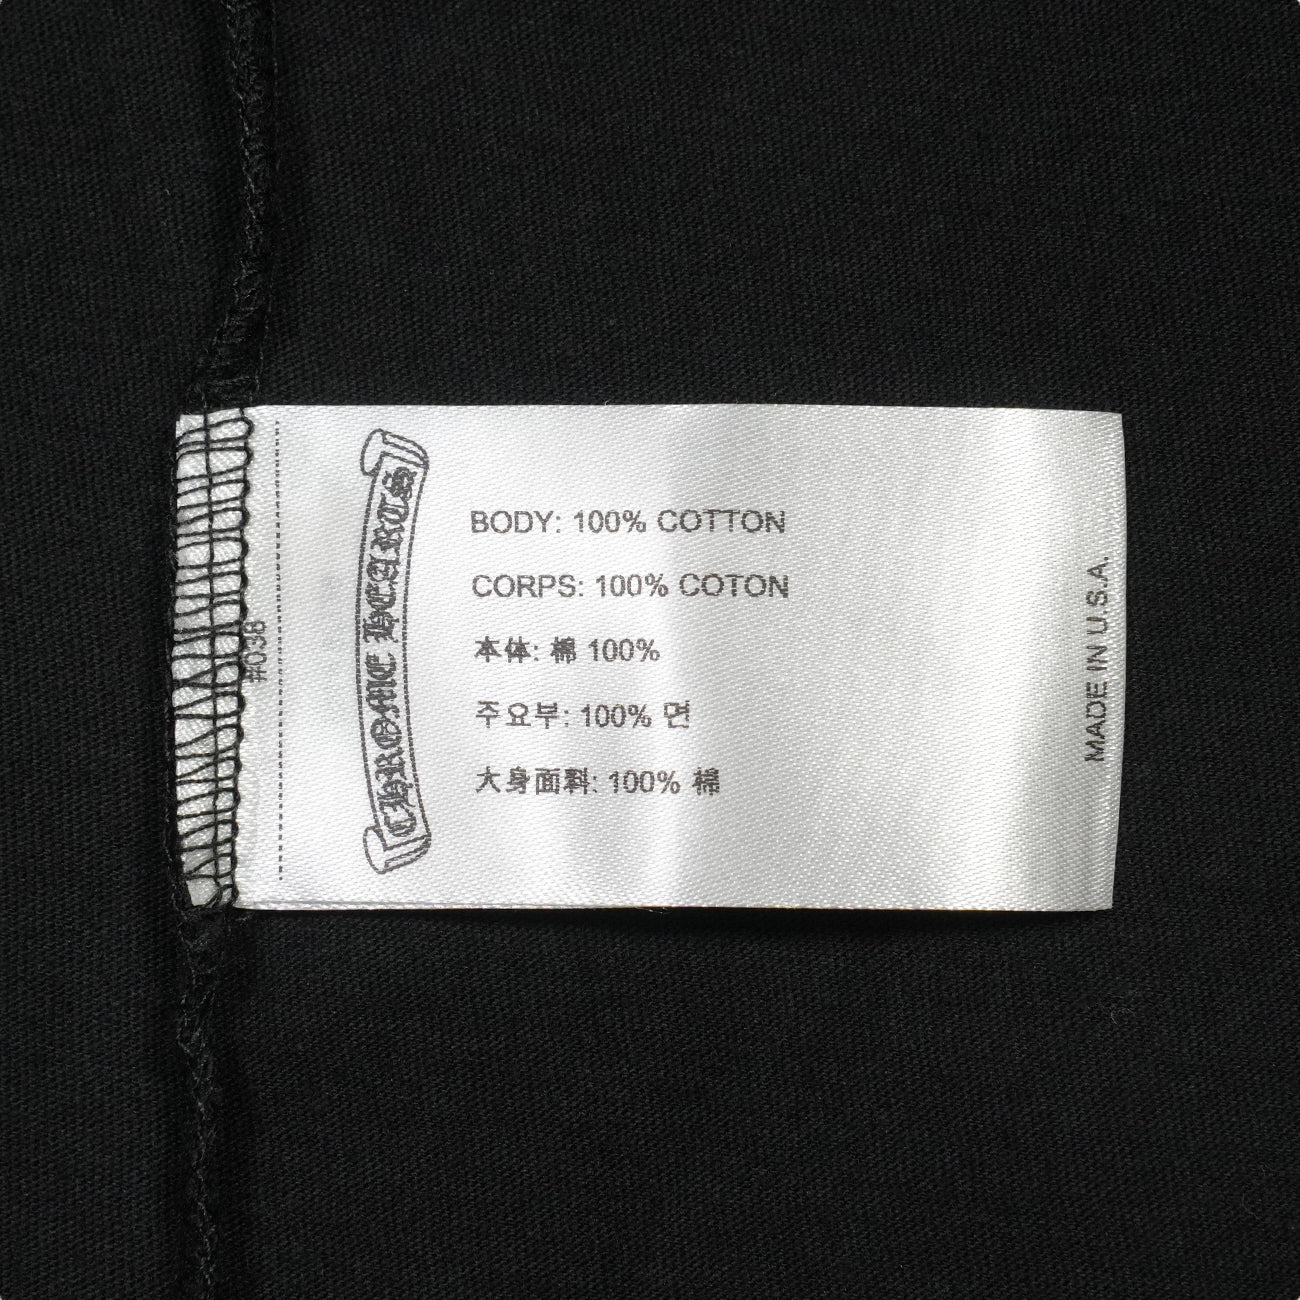 CHROME HEARTS
BODY: 100% COTTON
CORPS: 100% COTON
本体: 棉 100%
주요부: 100% 면
大身面料: 100% 棉
MADE IN U.S.A.
#038